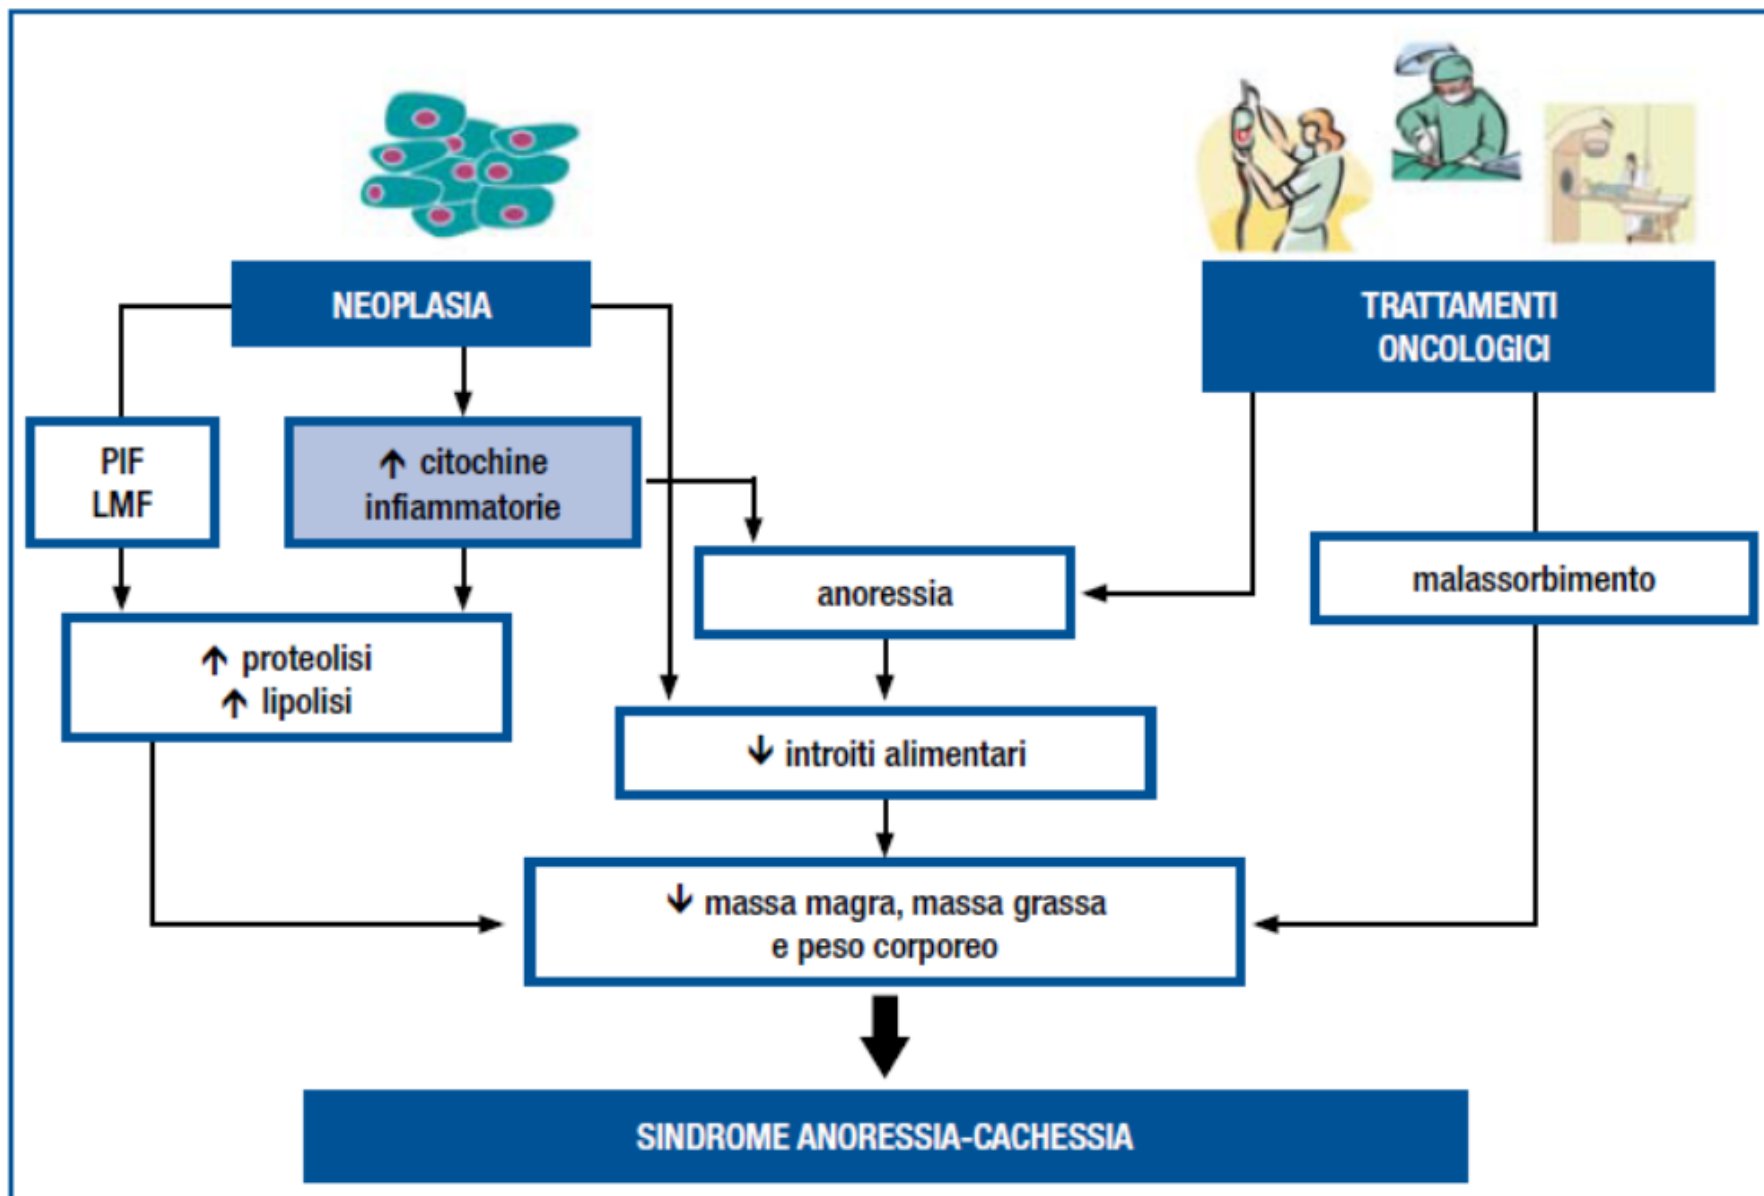 NEOPLASIA
TRATTAMENTI
ONCOLOGICI
PIF
LMF
↑ citochine
infiammatorie
anoressia
malassorbimento
↑ proteolisi
↑ lipolisi
↓ introiti alimentari
↓ massa magra, massa grassa
e peso corporeo
SINDROME ANORESSIA-CACHESSIA